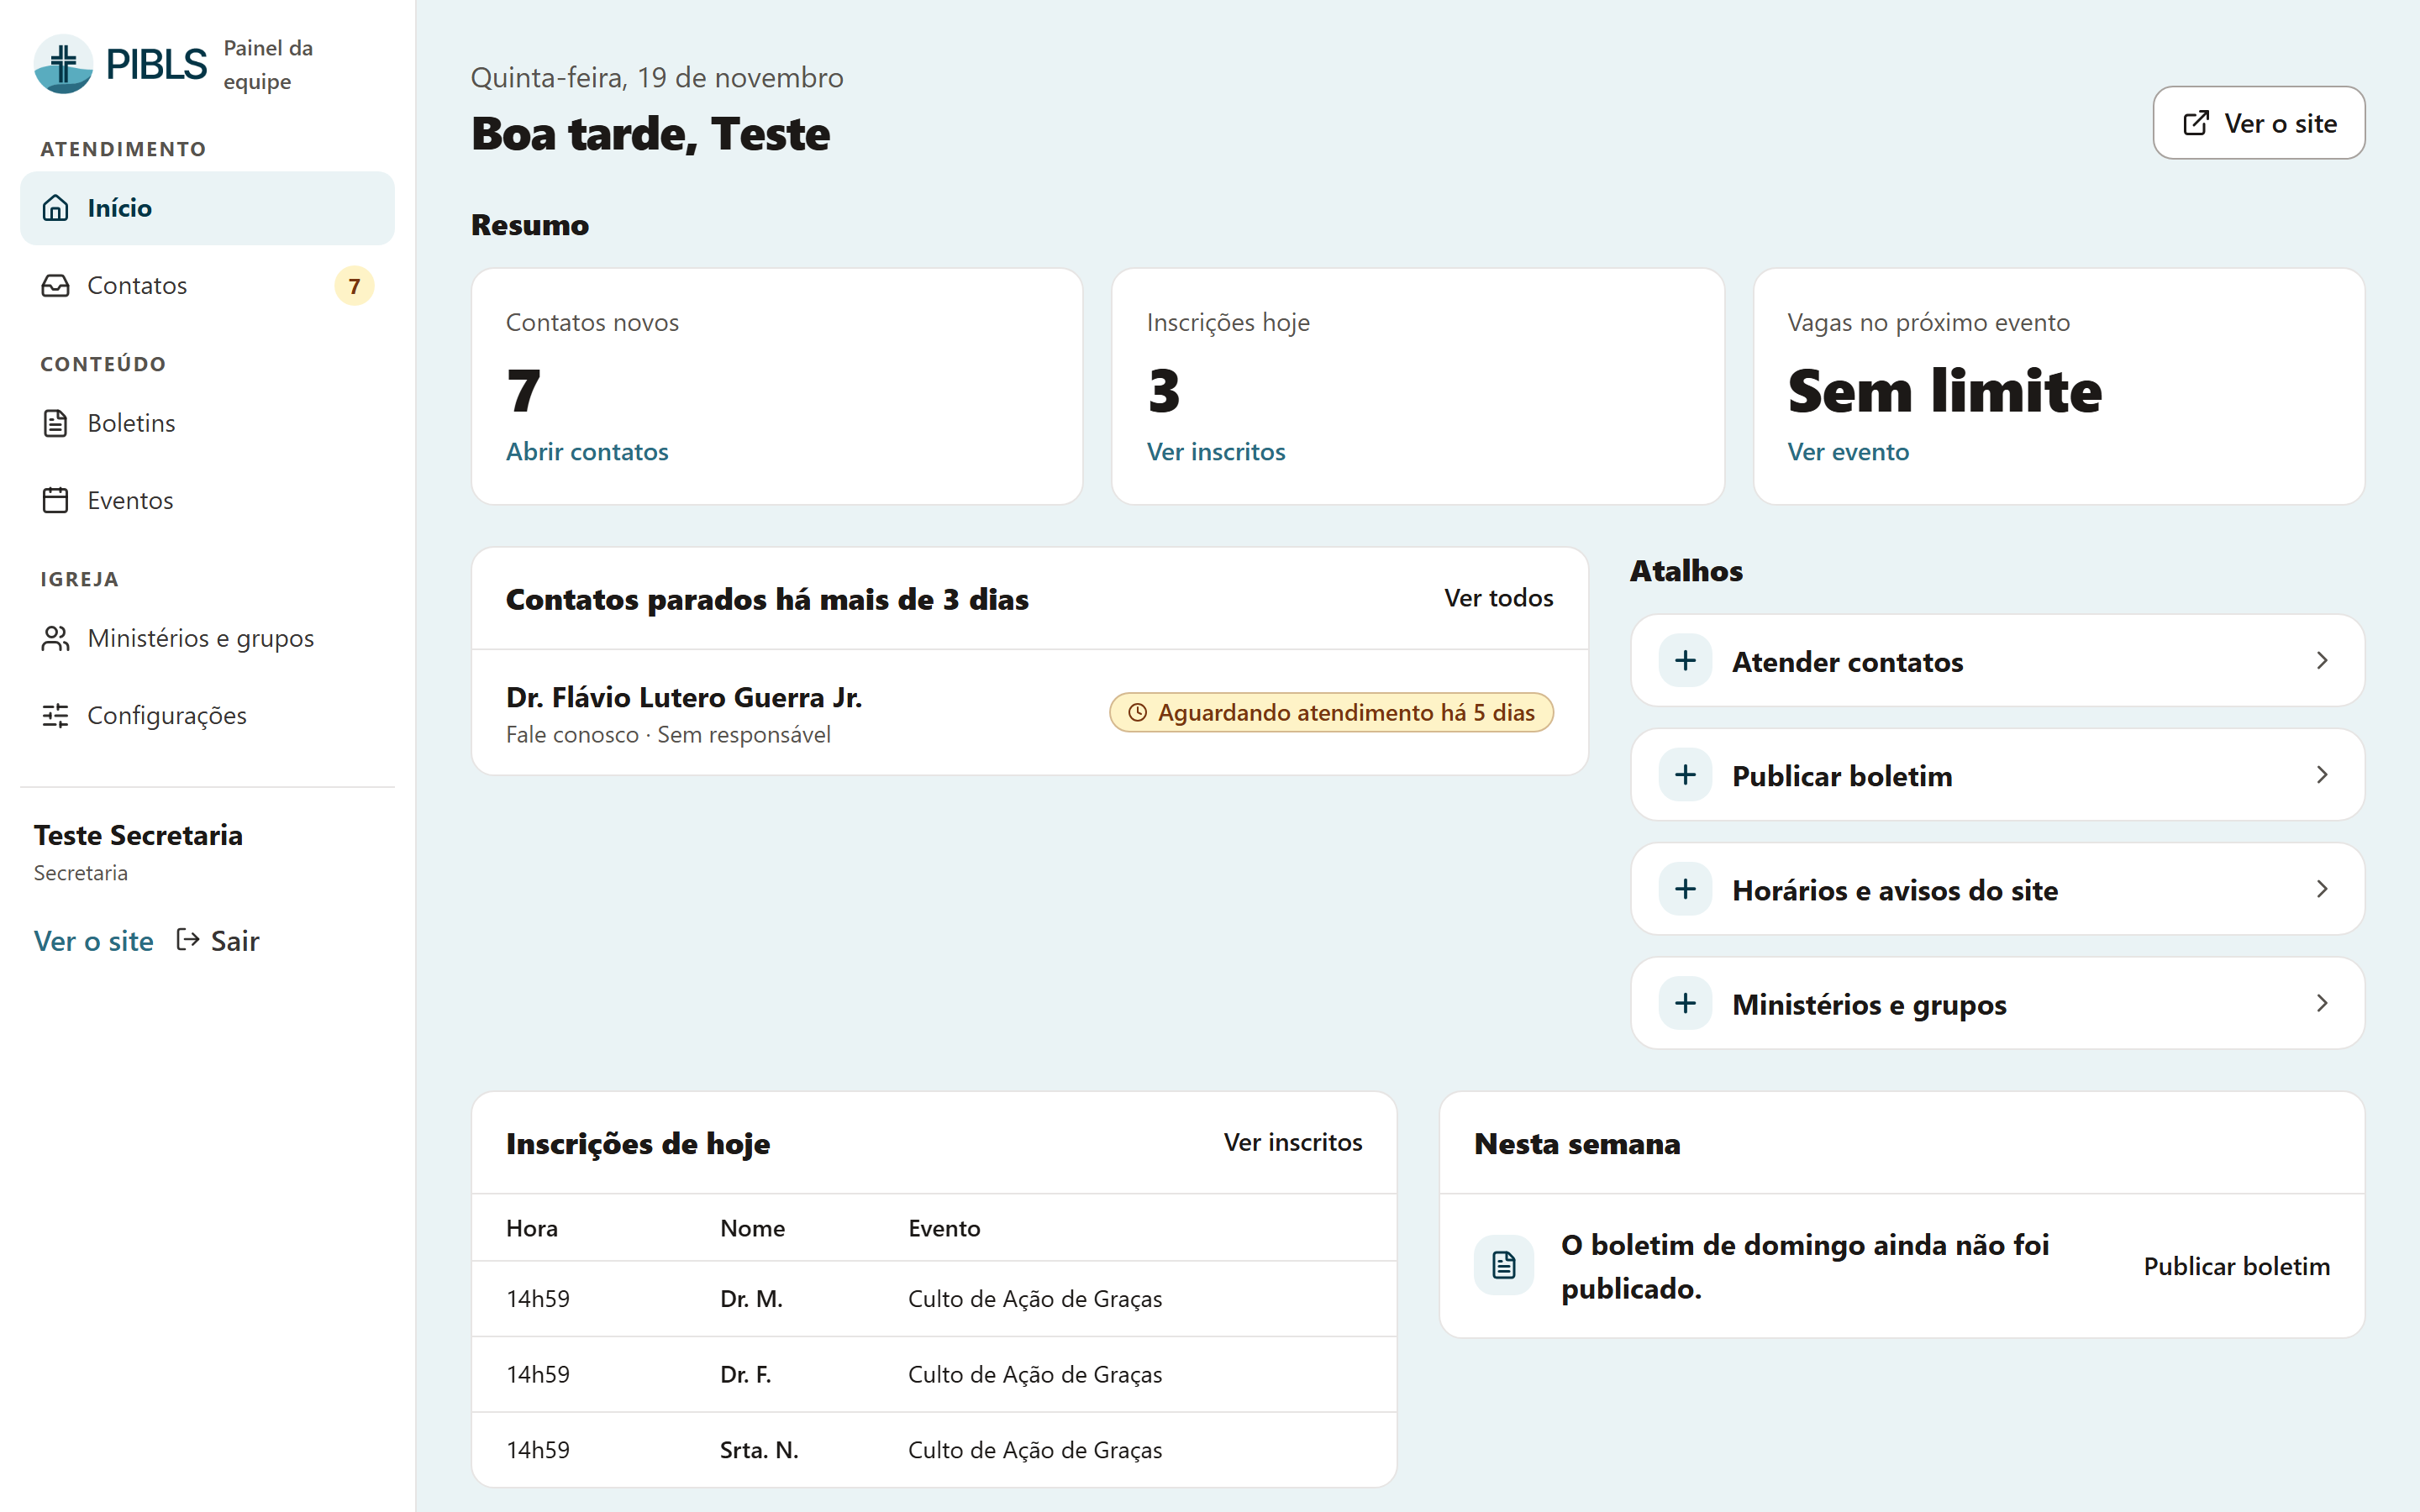 PIBLS
Painel da
equipe
ATENDIMENTO
Início
Contatos
7
CONTEÚDO
Boletins
Eventos
IGREJA
Ministérios e grupos
Configurações
Teste Secretaria
Secretaria
Ver o site
Sair
Quinta-feira, 19 de novembro
Boa tarde, Teste
Ver o site
Resumo
Contatos novos
7
Abrir contatos
Inscrições hoje
3
Ver inscritos
Vagas no próximo evento
Sem limite
Ver evento
Contatos parados há mais de 3 dias
Ver todos
Dr. Flávio Lutero Guerra Jr.
Fale conosco · Sem responsável
Aguardando atendimento há 5 dias
Atalhos
Atender contatos
Publicar boletim
Horários e avisos do site
Ministérios e grupos
Inscrições de hoje
Ver inscritos
Hora Nome Evento
14h59 Dr. M. Culto de Ação de Graças
14h59 Dr. F. Culto de Ação de Graças
14h59 Srta. N. Culto de Ação de Graças
Nesta semana
O boletim de domingo ainda não foi
publicado.
Publicar boletim